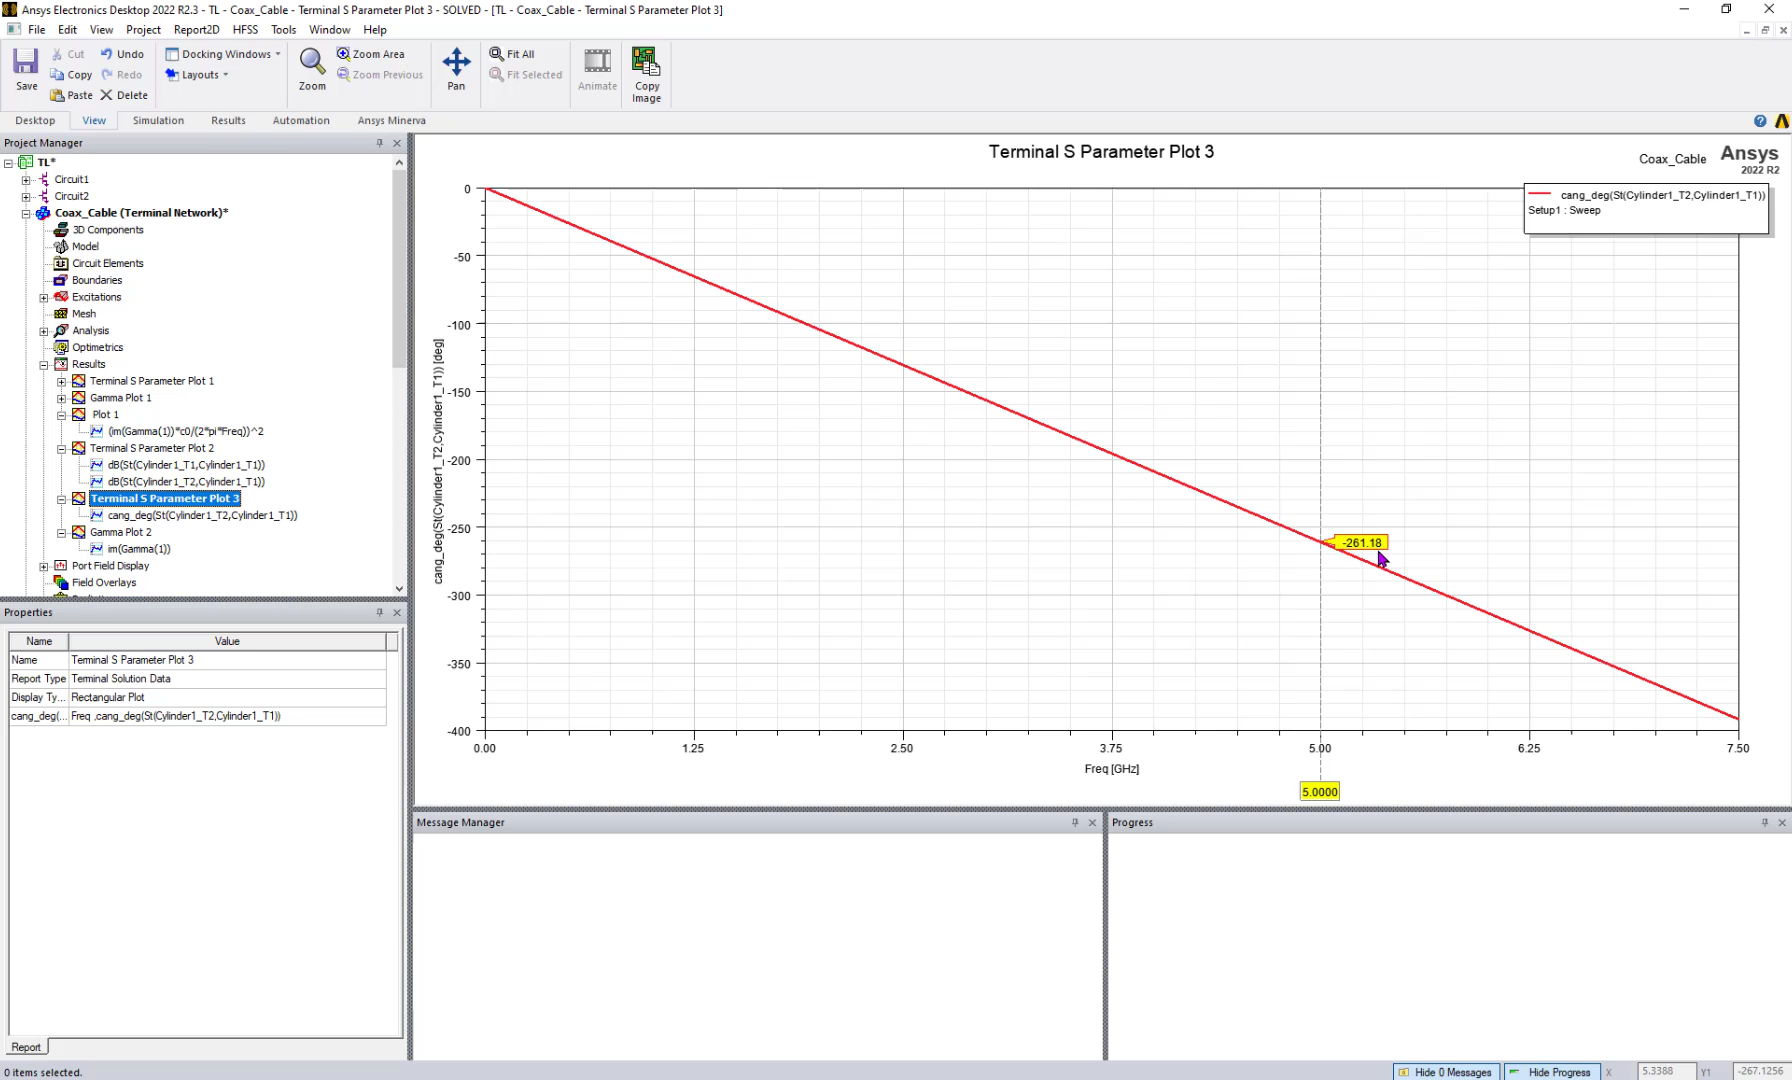 Ansys Electronics Desktop 2022 R2.3 - TL - Coax_Cable - Terminal S Parameter Plot 3 - SOLVED - [TL - Coax_Cable - Terminal S Parameter Plot 3]
File Edit View Project Report2D HFSS Tools Window Help
Save
Cut
Copy
Paste
Undo
Redo
Delete
Docking Windows
Layouts
Zoom
Zoom Area
Zoom Previous
Pan
Fit All
Fit Selected
Animate
Copy
Image
Desktop View Simulation Results Automation Ansys Minerva
Project Manager
TL*
Circuit1
Circuit2
Coax_Cable (Terminal Network)*
3D Components
Model
Circuit Elements
Boundaries
Excitations
Mesh
Analysis
Optimetrics
Results
Terminal S Parameter Plot 1
Gamma Plot 1
Plot 1
(im(Gamma(1))*c0/(2*pi*Freq))^2
Terminal S Parameter Plot 2
dB(St(Cylinder1_T1,Cylinder1_T1))
dB(St(Cylinder1_T2,Cylinder1_T1))
Terminal S Parameter Plot 3
cang_deg(St(Cylinder1_T2,Cylinder1_T1))
Gamma Plot 2
im(Gamma(1))
Port Field Display
Field Overlays
Properties
Name Value
Name Terminal S Parameter Plot 3
Report Type Terminal Solution Data
Display Ty... Rectangular Plot
cang_deg(... Freq ,cang_deg(St(Cylinder1_T2,Cylinder1_T1))
Report
0 items selected.
Terminal S Parameter Plot 3
Coax_Cable
Ansys
2022 R2
cang_deg(St(Cylinder1_T2,Cylinder1_T1))
Setup1 : Sweep
cang_deg(St(Cylinder1_T2,Cylinder1_T1)) [deg]
0
-50
-100
-150
-200
-250
-300
-350
-400
-261.18
0.00 1.25 2.50 3.75 5.00 6.25 7.50
Freq [GHz]
5.0000
Message Manager
Progress
Hide 0 Messages
Hide Progress
X 5.3388 Y1 -267.1256